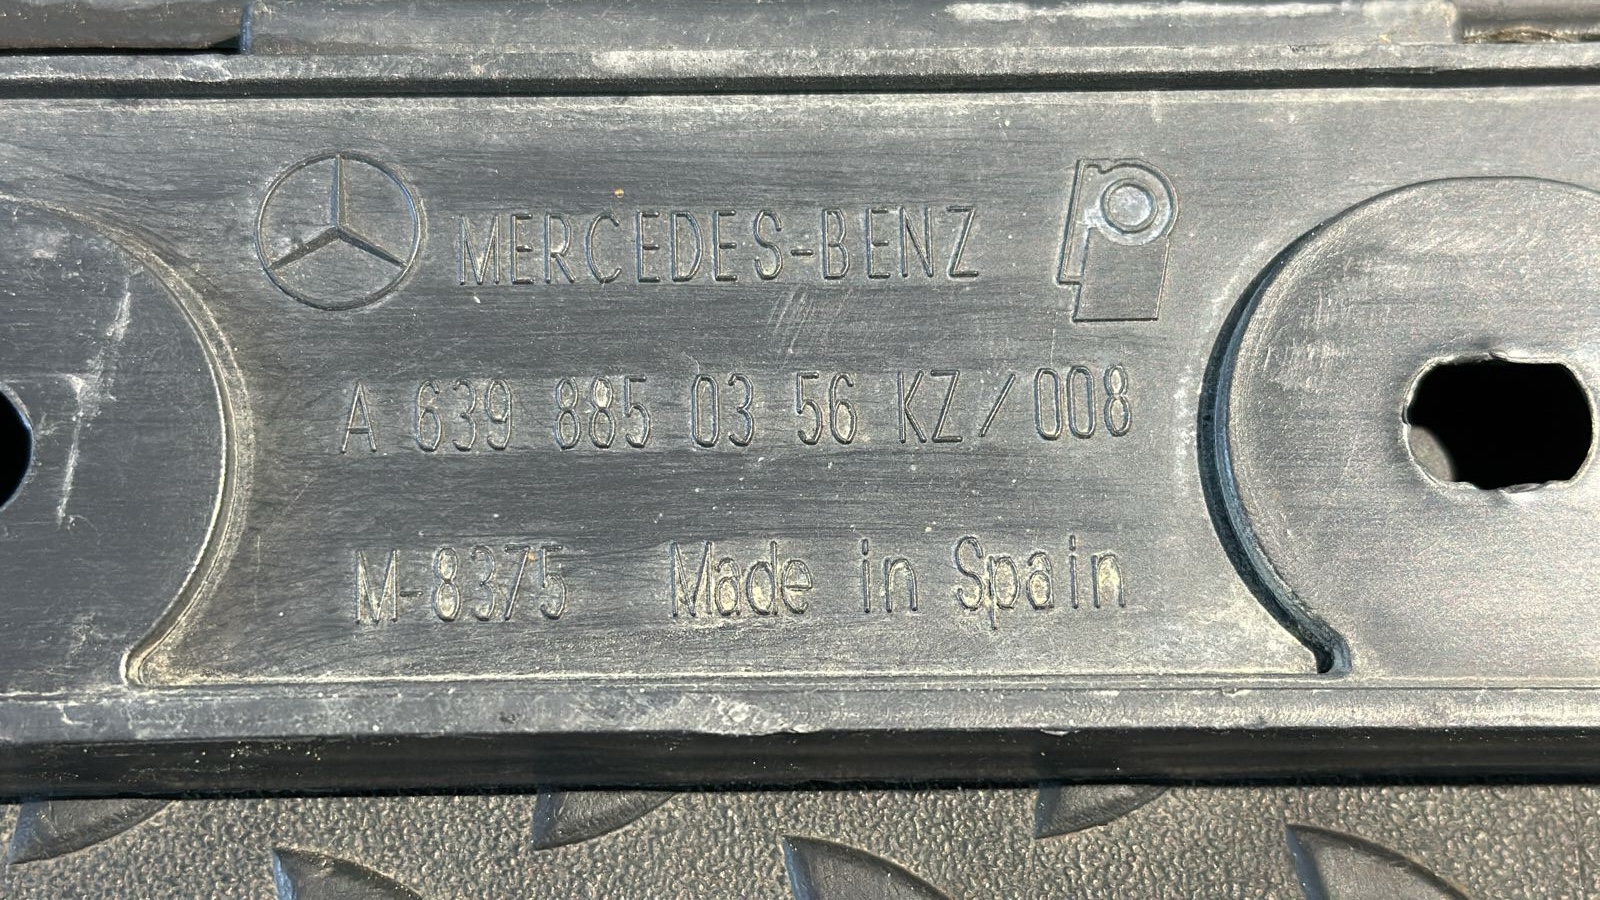 MERCEDES-BENZ
A 639 885 03 56 KZ/008
M-8375 Made in Spain